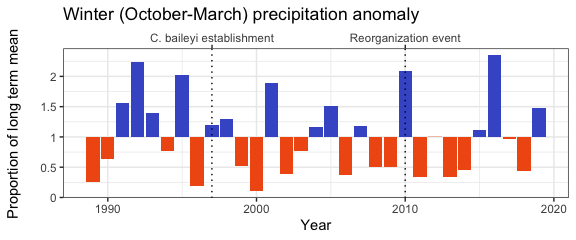 Winter (October-March) precipitation anomaly
C. baileyi establishment Reorganization event
Proportion of long term mean
2
1.5
1
0.5
0
1990 2000 2010 2020
Year